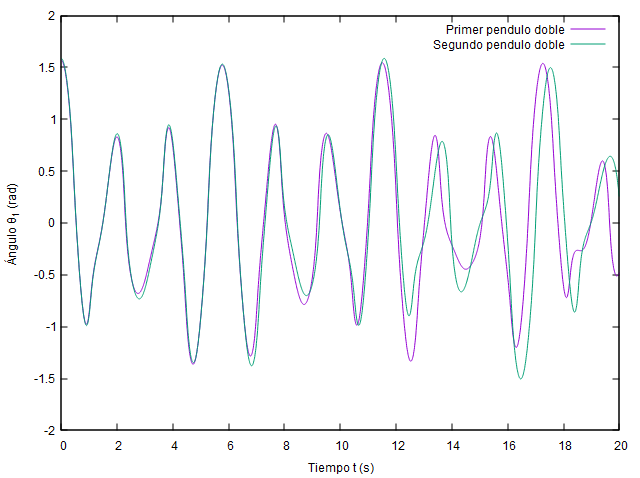 Primer pendulo doble
Segundo pendulo doble
2
1.5
1
0.5
0
-0.5
-1
-1.5
-2
Ángulo θ1 (rad)
0 2 4 6 8 10 12 14 16 18 20
Tiempo t (s)